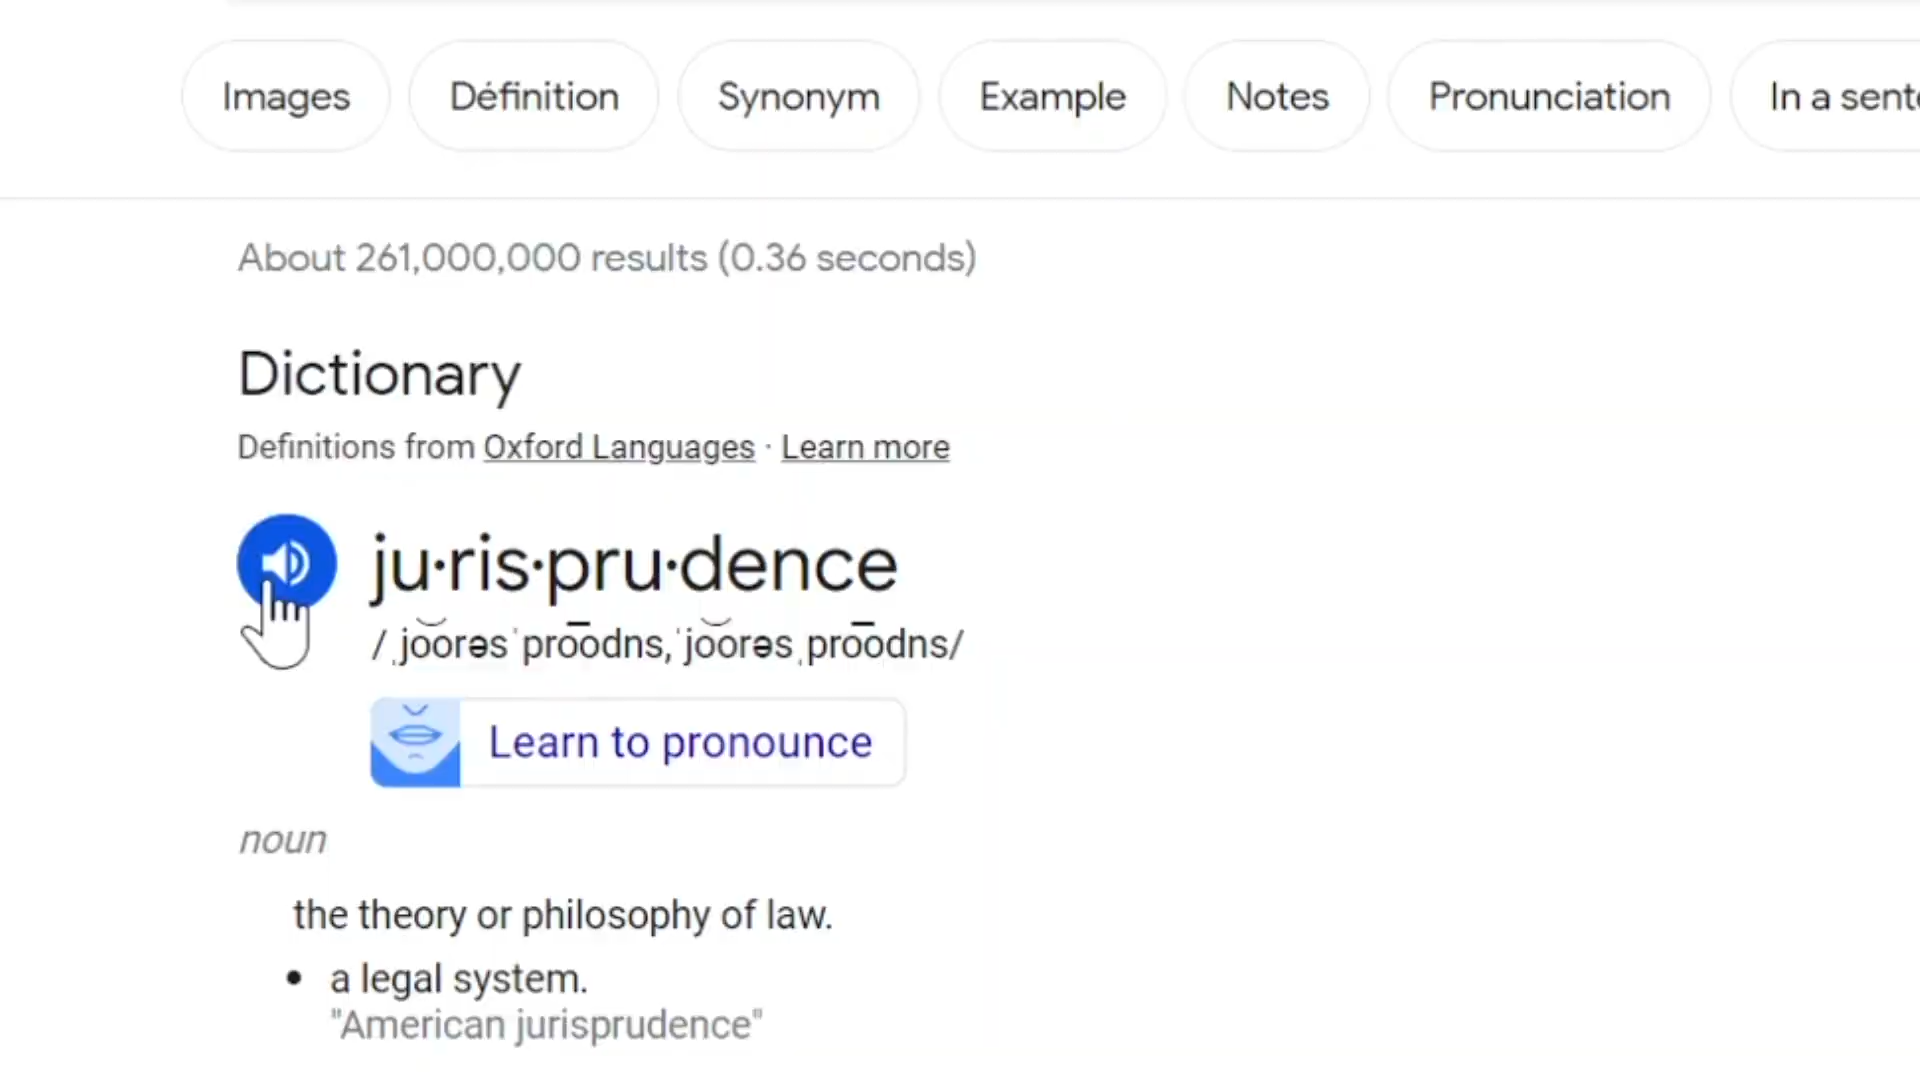 Images Définition Synonym Example Notes Pronunciation In a sente
About 261,000,000 results (0.36 seconds)
Dictionary
Definitions from Oxford Languages · Learn more
ju·ris·pru·dence
/ˌjo͝orəsˈpro͞odns,ˈjo͝orəsˌpro͞odns/
Learn to pronounce
noun
the theory or philosophy of law.
• a legal system.
"American jurisprudence"